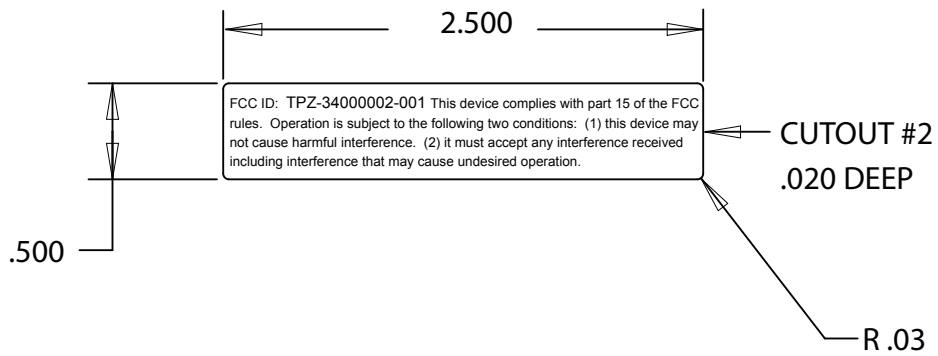 2.500
FCC ID: TPZ-34000002-001 This device complies with part 15 of the FCC
rules. Operation is subject to the following two conditions: (1) this device may
not cause harmful interference. (2) it must accept any interference received
including interference that may cause undesired operation.
CUTOUT #2
.020 DEEP
.500
R .03